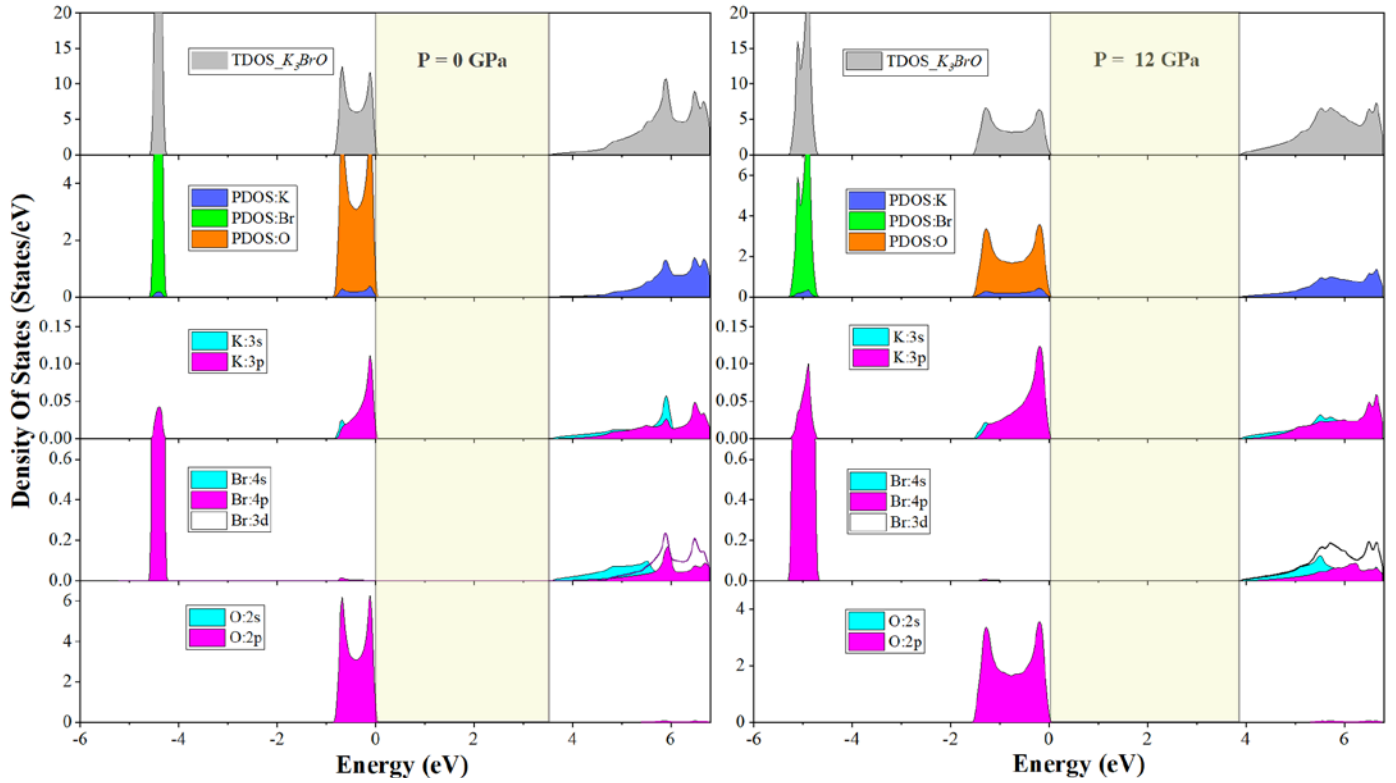 Density Of States (States/eV)
20
15
10
5
0
TDOS_K3BrO
P = 0 GPa
4
2
0
PDOS:K
PDOS:Br
PDOS:O
0.15
0.10
0.05
0.00
K:3s
K:3p
0.6
0.4
0.2
0.0
Br:4s
Br:4p
Br:3d
6
4
2
0
O:2s
O:2p
-6 -4 -2 0 2 4 6
Energy (eV)
20
15
10
5
0
TDOS_K3BrO
P = 12 GPa
6
4
2
0
PDOS:K
PDOS:Br
PDOS:O
0.15
0.10
0.05
0.00
K:3s
K:3p
0.6
0.4
0.2
0.0
Br:4s
Br:4p
Br:3d
4
2
0
O:2s
O:2p
-6 -4 -2 0 2 4 6
Energy (eV)